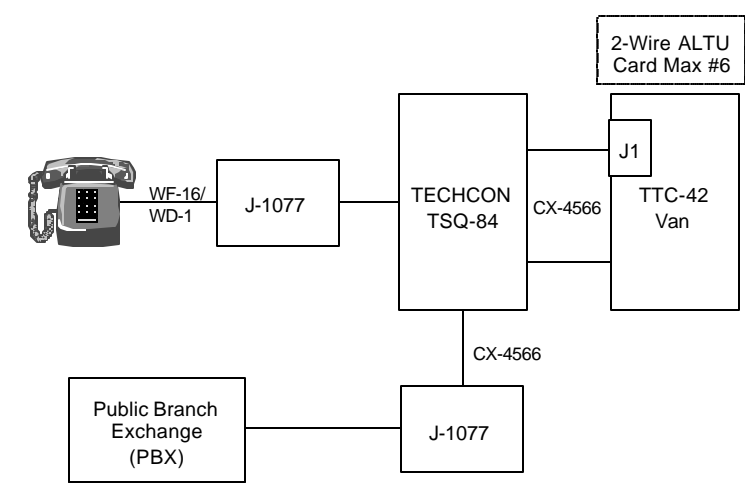 2-Wire ALTU
Card Max #6
J1
WF-16/
WD-1
J-1077
TECHCON
TSQ-84
CX-4566
TTC-42
Van
CX-4566
Public Branch
Exchange
(PBX)
J-1077